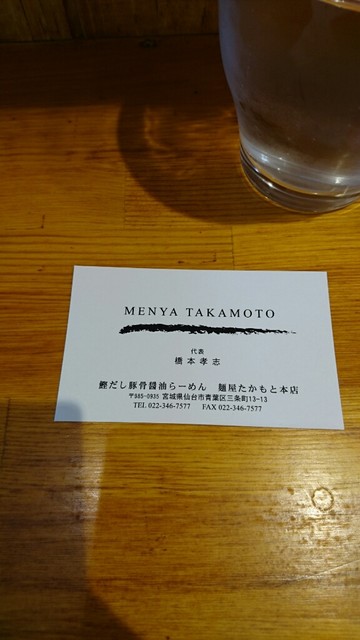 MENYA TAKAMOTO
代表
橋本孝志
鰹だし豚骨醤油らーめん 麺屋たかもと本店
〒985-0935 宮城県仙台市青葉区三条町13-13
TEL 022-346-7577 FAX 022-346-7577